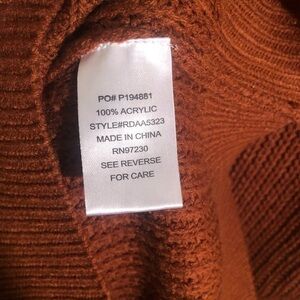 PO# P194881
100% ACRYLIC
STYLE#RDAA5323
MADE IN CHINA
RN97230
SEE REVERSE
FOR CARE